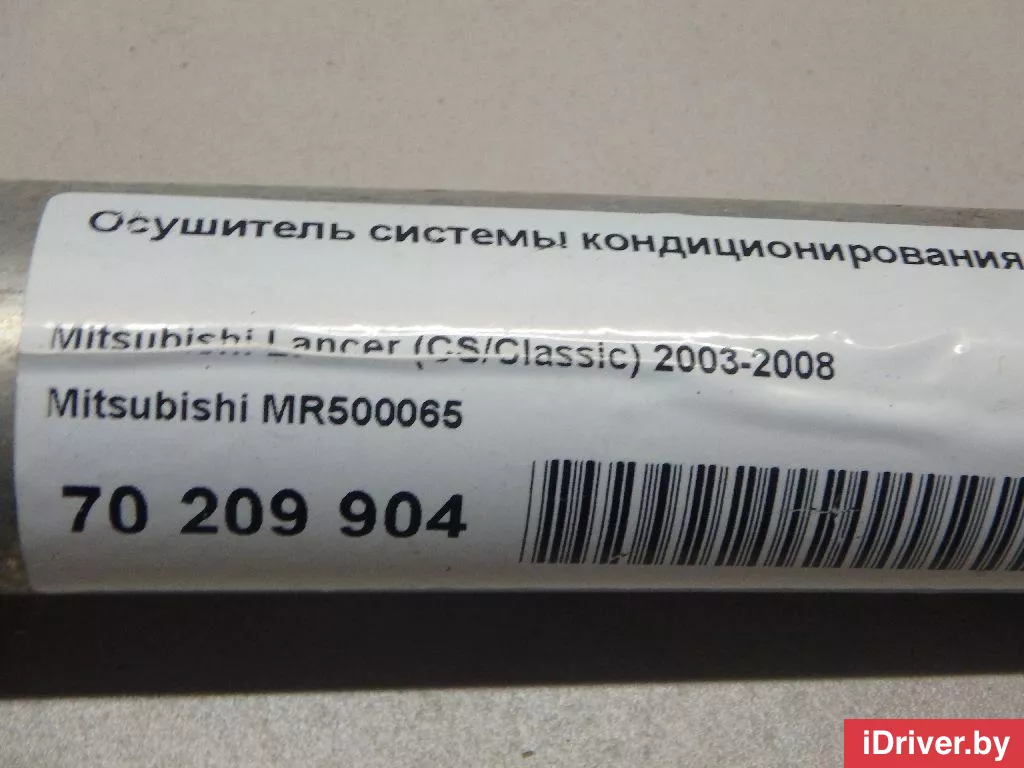 Осушитель системы кондиционирования
Mitsubishi Lancer (CS/Classic) 2003-2008
Mitsubishi MR500065
70 209 904
iDriver.by